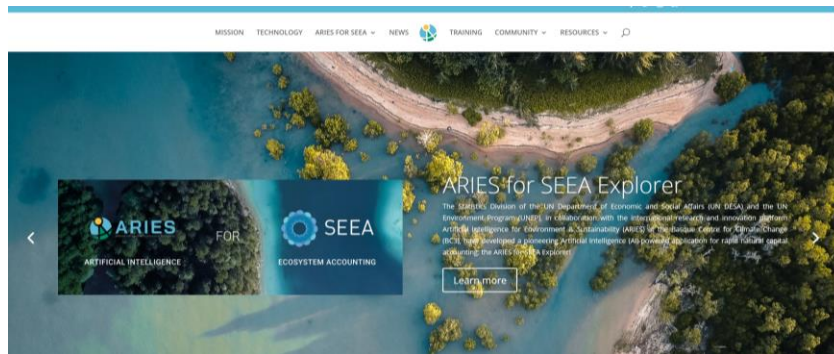 MISSION TECHNOLOGY ARIES FOR SEEA NEWS TRAINING COMMUNITY RESOURCES
ARIES
ARTIFICIAL INTELLIGENCE
FOR
SEEA
ECOSYSTEM ACCOUNTING
ARIES for SEEA Explorer
The Statistics Division of the UN Department of Economic and Social Affairs (UN DESA) and the UN
Environment Program (UNEP), in collaboration with the international research and innovation platform
Artificial Intelligence for Environment & Sustainability (ARIES) at the Basque Centre for Climate Change
(BC3), have developed a pioneering Artificial Intelligence (AI)-powered application for rapid natural capital
accounting: the ARIES for SEEA Explorer!
Learn more